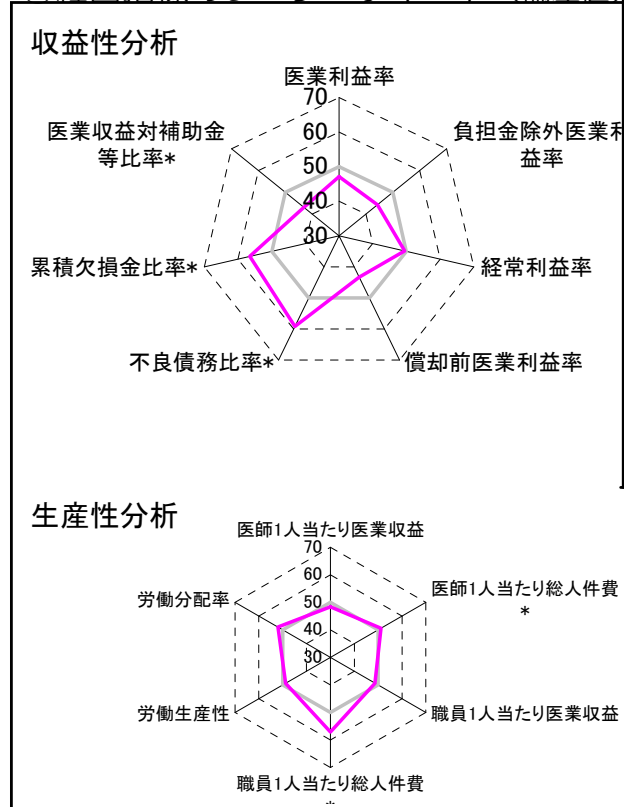 収益性分析
医業利益率
70
60
50
40
30
負担金除外医業利
益率
経常利益率
償却前医業利益率
不良債務比率*
累積欠損金比率*
医業収益対補助金
等比率*
生産性分析
医師1人当たり医業収益
70
60
50
40
30
医師1人当たり総人件費
*
職員1人当たり医業収益
職員1人当たり総人件費
*
労働生産性
労働分配率